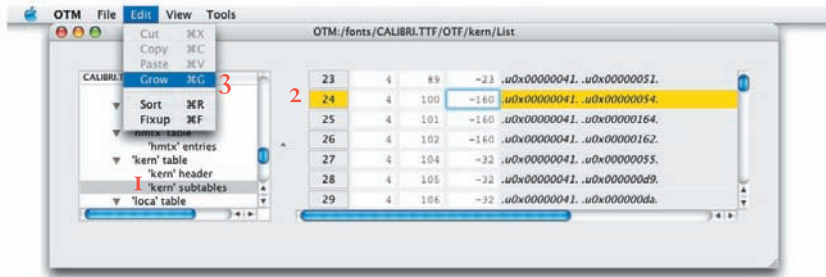 OTM File Edit View Tools
OTM:/fonts/CALIBRI.TTF/OTF/kern/List
Cut ⌘X
Copy ⌘C
Paste ⌘V
Grow ⌘G
Sort ⌘R
Fixup ⌘F
3
CALIBRI.T
'hmtx' table
'hmtx' entries
'kern' table
'kern' header
1 'kern' subtables
'loca' table
23 4 89 -23 .u0x00000041. .u0x00000051.
2 24 4 100 -160 .u0x00000041. .u0x00000054.
25 4 101 -160 .u0x00000041. .u0x00000164.
26 4 102 -160 .u0x00000041. .u0x00000162.
27 4 104 -32 .u0x00000041. .u0x00000055.
28 4 105 -32 .u0x00000041. .u0x000000d9.
29 4 106 -32 .u0x00000041. .u0x000000da.